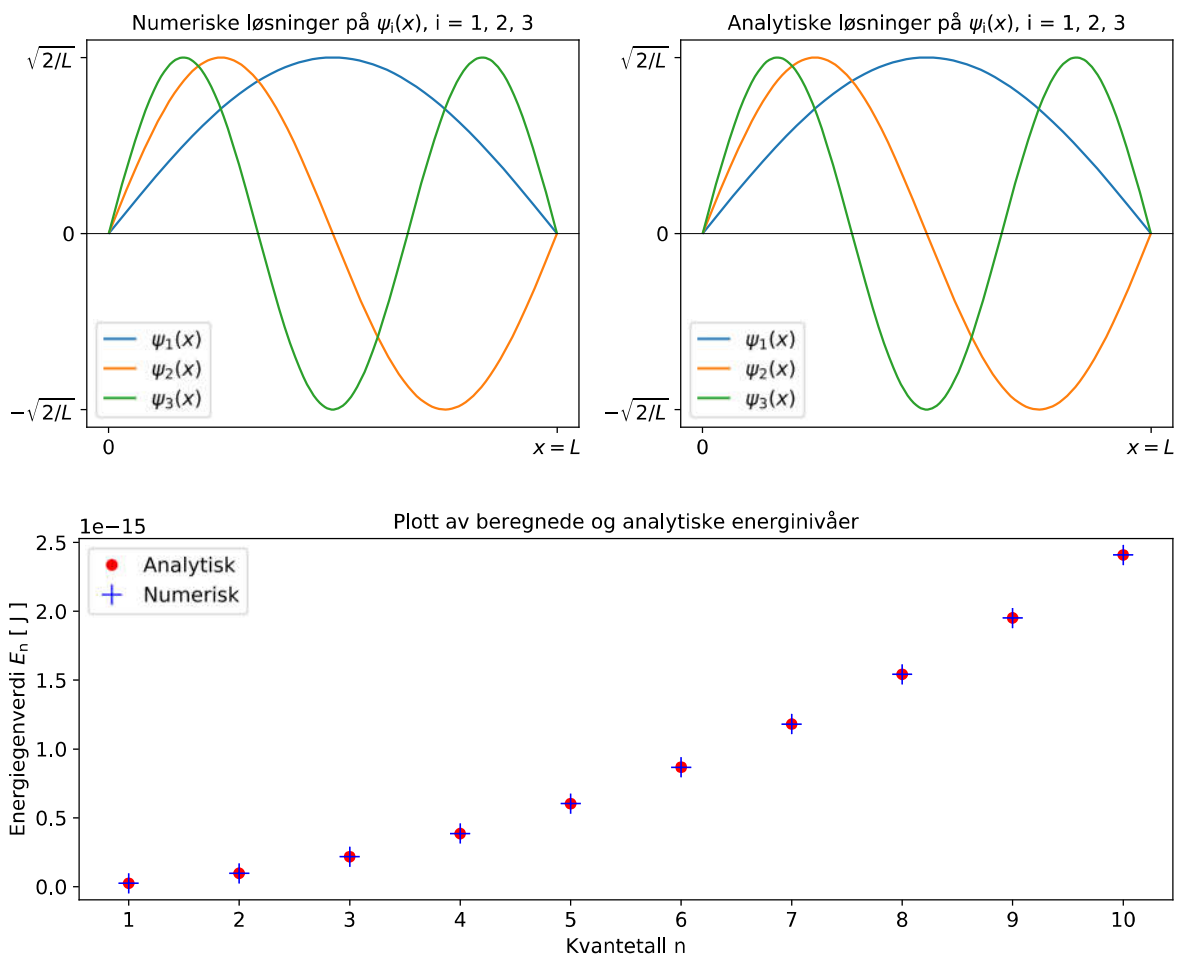 Numeriske løsninger på ψᵢ(x), i = 1, 2, 3
√2/L
0
−√2/L
ψ₁(x)
ψ₂(x)
ψ₃(x)
0
x = L
Analytiske løsninger på ψᵢ(x), i = 1, 2, 3
√2/L
0
−√2/L
ψ₁(x)
ψ₂(x)
ψ₃(x)
0
x = L
Plott av beregnede og analytiske energinivåer
1e−15
Energiegenverdi Eₙ [ J ]
2.5
2.0
1.5
1.0
0.5
0.0
Analytisk
Numerisk
1 2 3 4 5 6 7 8 9 10
Kvantetall n